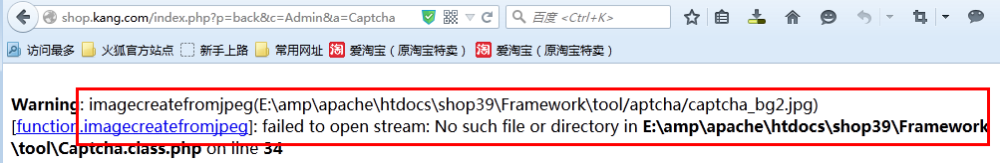 shop.kang.com/index.php?p=back&c=Admin&a=Captcha
百度 <Ctrl+K>
访问最多 火狐官方站点 新手上路 常用网址 淘 爱淘宝（原淘宝特卖） 淘 爱淘宝（原淘宝特卖）
Warning: imagecreatefromjpeg(E:\amp\apache\htdocs\shop39\Framework\tool/aptcha/captcha_bg2.jpg)
[function.imagecreatefromjpeg]: failed to open stream: No such file or directory in E:\amp\apache\htdocs\shop39\Framework
\tool\Captcha.class.php on line 34